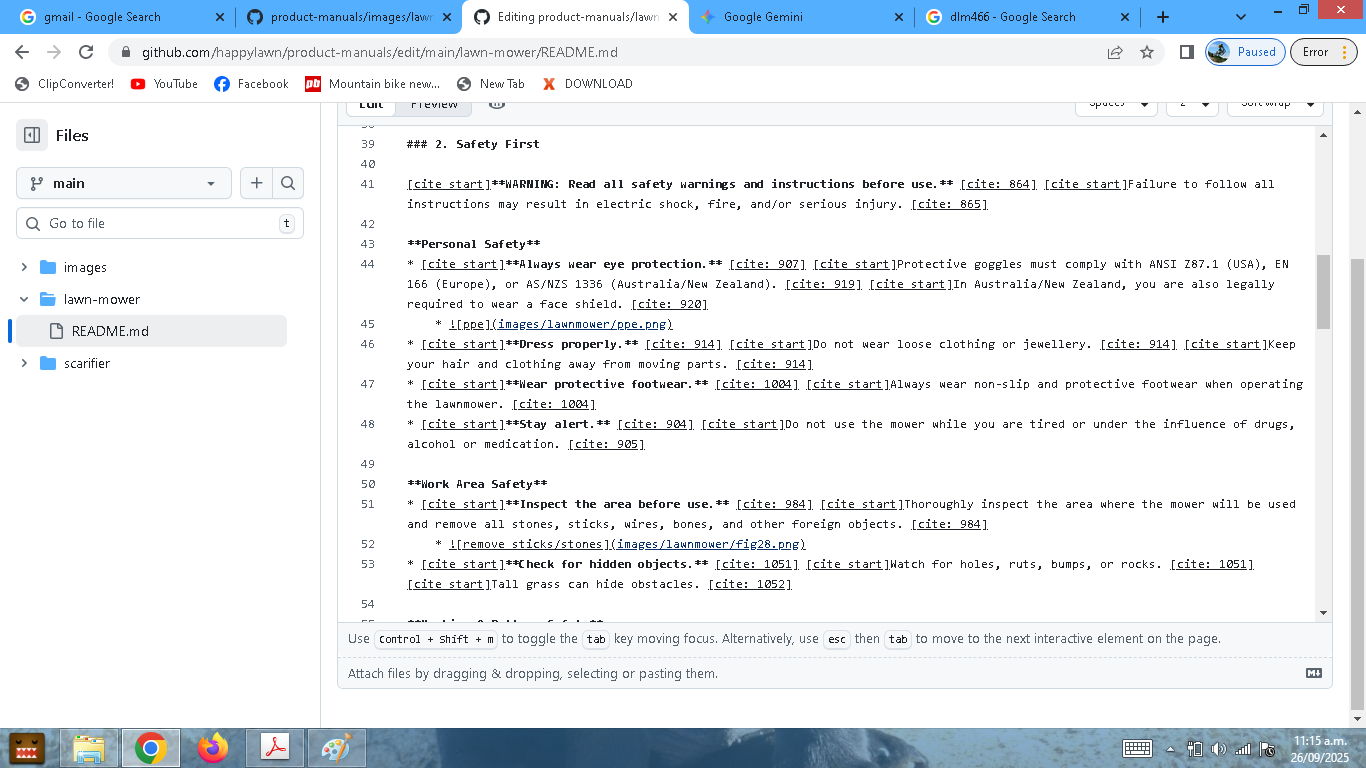 gmail - Google Search
product-manuals/images/lawn
Editing product-manuals/lawn
Google Gemini
dlm466 - Google Search
github.com/happylawn/product-manuals/edit/main/lawn-mower/README.md
Paused
Error
ClipConverter!
YouTube
Facebook
Mountain bike new...
New Tab
DOWNLOAD
Files
main
Go to file
t
images
lawn-mower
README.md
scarifier
Edit
Preview
Spaces
2
Soft wrap
39 ### 2. Safety First
40
41 [cite_start]**WARNING: Read all safety warnings and instructions before use.** [cite: 864] [cite_start]Failure to follow all
instructions may result in electric shock, fire, and/or serious injury. [cite: 865]
42
43 **Personal Safety**
44 * [cite_start]**Always wear eye protection.** [cite: 907] [cite_start]Protective goggles must comply with ANSI Z87.1 (USA), EN
166 (Europe), or AS/NZS 1336 (Australia/New Zealand). [cite: 919] [cite_start]In Australia/New Zealand, you are also legally
required to wear a face shield. [cite: 920]
45 * ![ppe](images/lawnmower/ppe.png)
46 * [cite_start]**Dress properly.** [cite: 914] [cite_start]Do not wear loose clothing or jewellery. [cite: 914] [cite_start]Keep
your hair and clothing away from moving parts. [cite: 914]
47 * [cite_start]**Wear protective footwear.** [cite: 1004] [cite_start]Always wear non-slip and protective footwear when operating
the lawnmower. [cite: 1004]
48 * [cite_start]**Stay alert.** [cite: 904] [cite_start]Do not use the mower while you are tired or under the influence of drugs,
alcohol or medication. [cite: 905]
49
50 **Work Area Safety**
51 * [cite_start]**Inspect the area before use.** [cite: 984] [cite_start]Thoroughly inspect the area where the mower will be used
and remove all stones, sticks, wires, bones, and other foreign objects. [cite: 984]
52 * ![remove sticks/stones](images/lawnmower/fig28.png)
53 * [cite_start]**Check for hidden objects.** [cite: 1051] [cite_start]Watch for holes, ruts, bumps, or rocks. [cite: 1051]
[cite_start]Tall grass can hide obstacles. [cite: 1052]
54
Use Control + Shift + m to toggle the tab key moving focus. Alternatively, use esc then tab to move to the next interactive element on the page.
Attach files by dragging & dropping, selecting or pasting them.
11:15 a.m.
26/09/2025